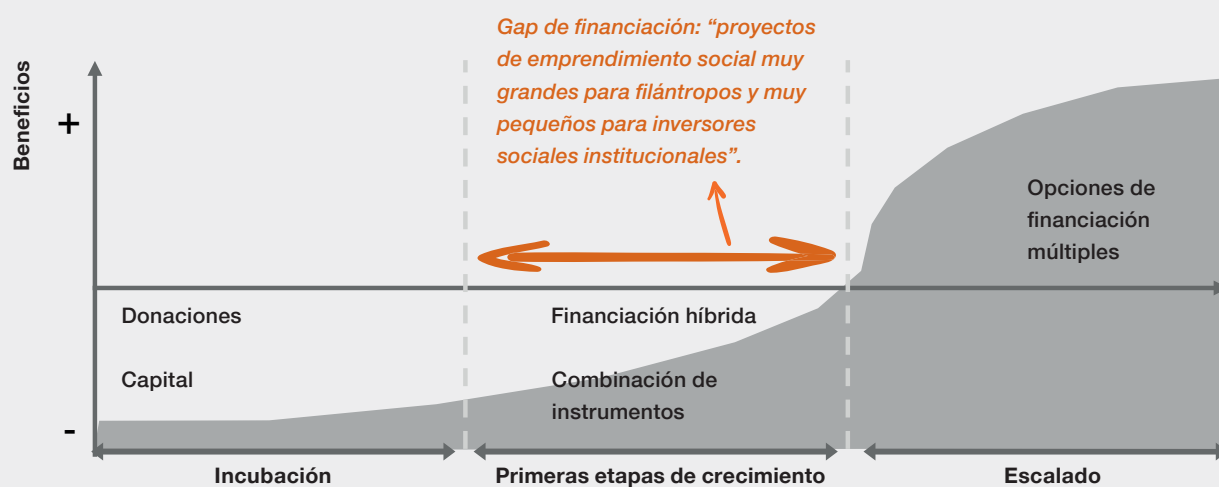 Gap de financiación: “proyectos
de emprendimiento social muy
grandes para filántropos y muy
pequeños para inversores
sociales institucionales”.
Beneficios
+
Opciones de
financiación
múltiples
Donaciones
Financiación híbrida
Capital
Combinación de
instrumentos
-
Incubación
Primeras etapas de crecimiento
Escalado